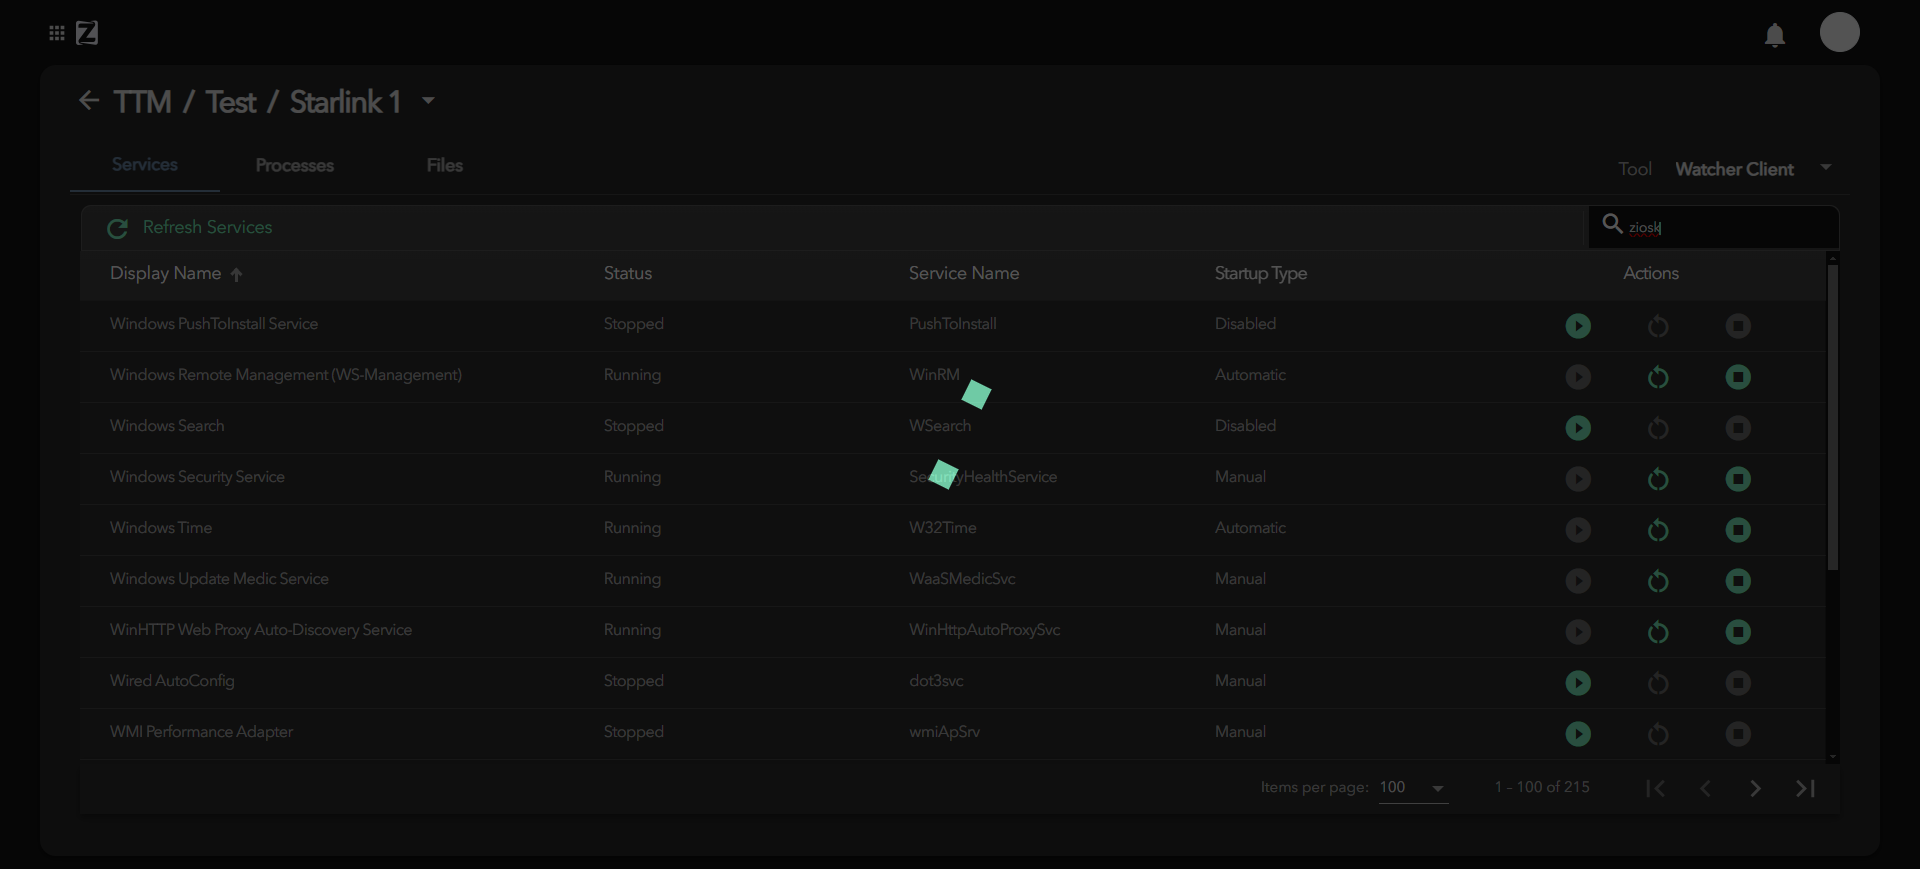 Z
TTM / Test / Starlink 1
Services Processes Files Tool Watcher Client
Refresh Services ziosk
Display Name Status Service Name Startup Type Actions
Windows PushToInstall Service Stopped PushToInstall Disabled
Windows Remote Management (WS-Management) Running WinRM Automatic
Windows Search Stopped WSearch Disabled
Windows Security Service Running SecurityHealthService Manual
Windows Time Running W32Time Automatic
Windows Update Medic Service Running WaaSMedicSvc Manual
WinHTTP Web Proxy Auto-Discovery Service Running WinHttpAutoProxySvc Manual
Wired AutoConfig Stopped dot3svc Manual
WMI Performance Adapter Stopped wmiApSrv Manual
Items per page: 100 1 - 100 of 215